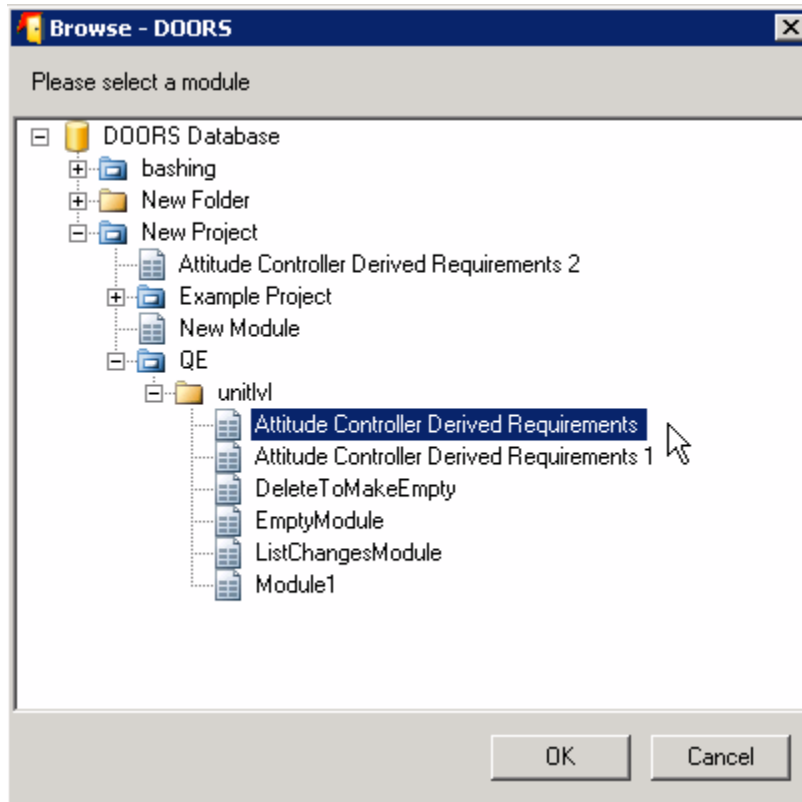 Browse - DOORS
Please select a module
DOORS Database
bashing
New Folder
New Project
Attitude Controller Derived Requirements 2
Example Project
New Module
QE
unitlvl
Attitude Controller Derived Requirements
Attitude Controller Derived Requirements 1
DeleteToMakeEmpty
EmptyModule
ListChangesModule
Module1
OK Cancel